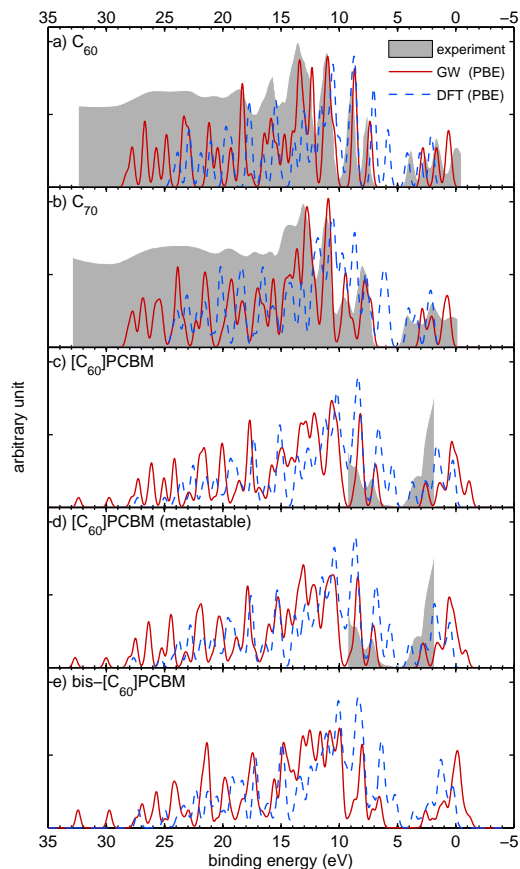 35 30 25 20 15 10 5 0 −5
a) C60
experiment
GW (PBE)
DFT (PBE)
b) C70
c) [C60]PCBM
arbitrary unit
d) [C60]PCBM (metastable)
e) bis−[C60]PCBM
35 30 25 20 15 10 5 0 −5
binding energy (eV)